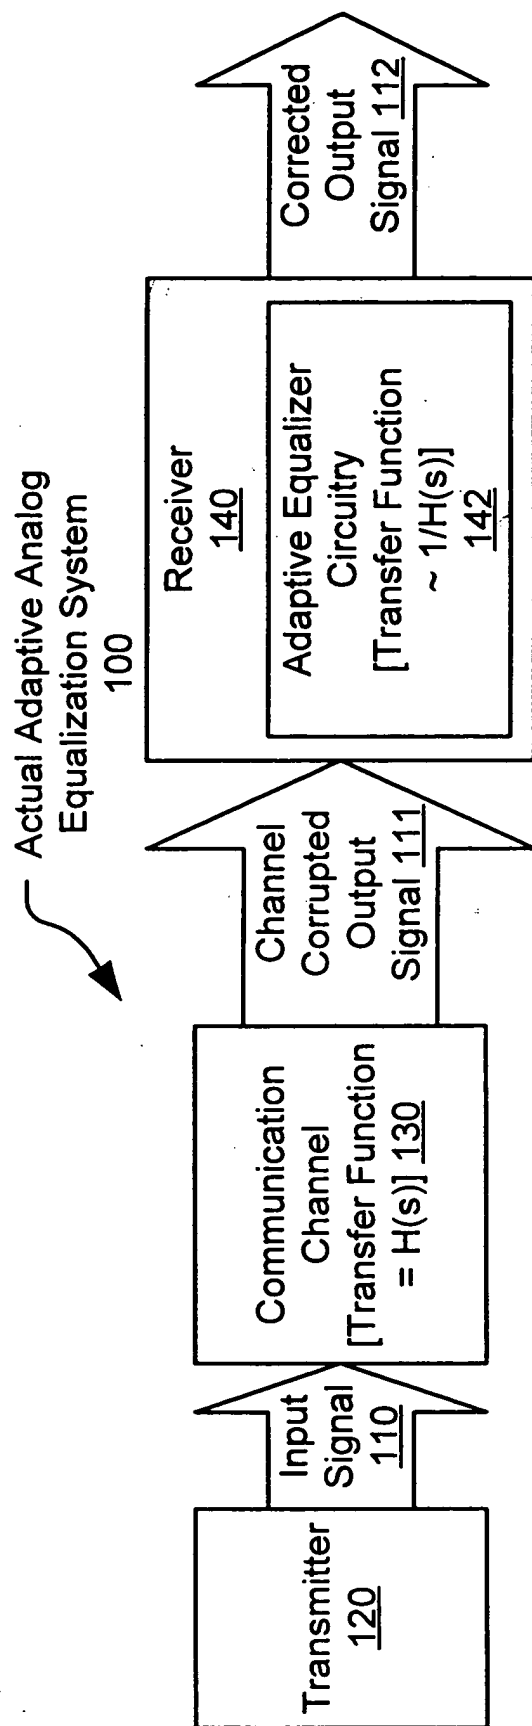 Actual Adaptive Analog
Equalization System
100
Transmitter
120
Input
Signal
110
Communication
Channel
[Transfer Function
= H(s)] 130
Channel
Corrupted
Output
Signal 111
Receiver
140
Adaptive Equalizer
Circuitry
[Transfer Function
~ 1/H(s)]
142
Corrected
Output
Signal 112